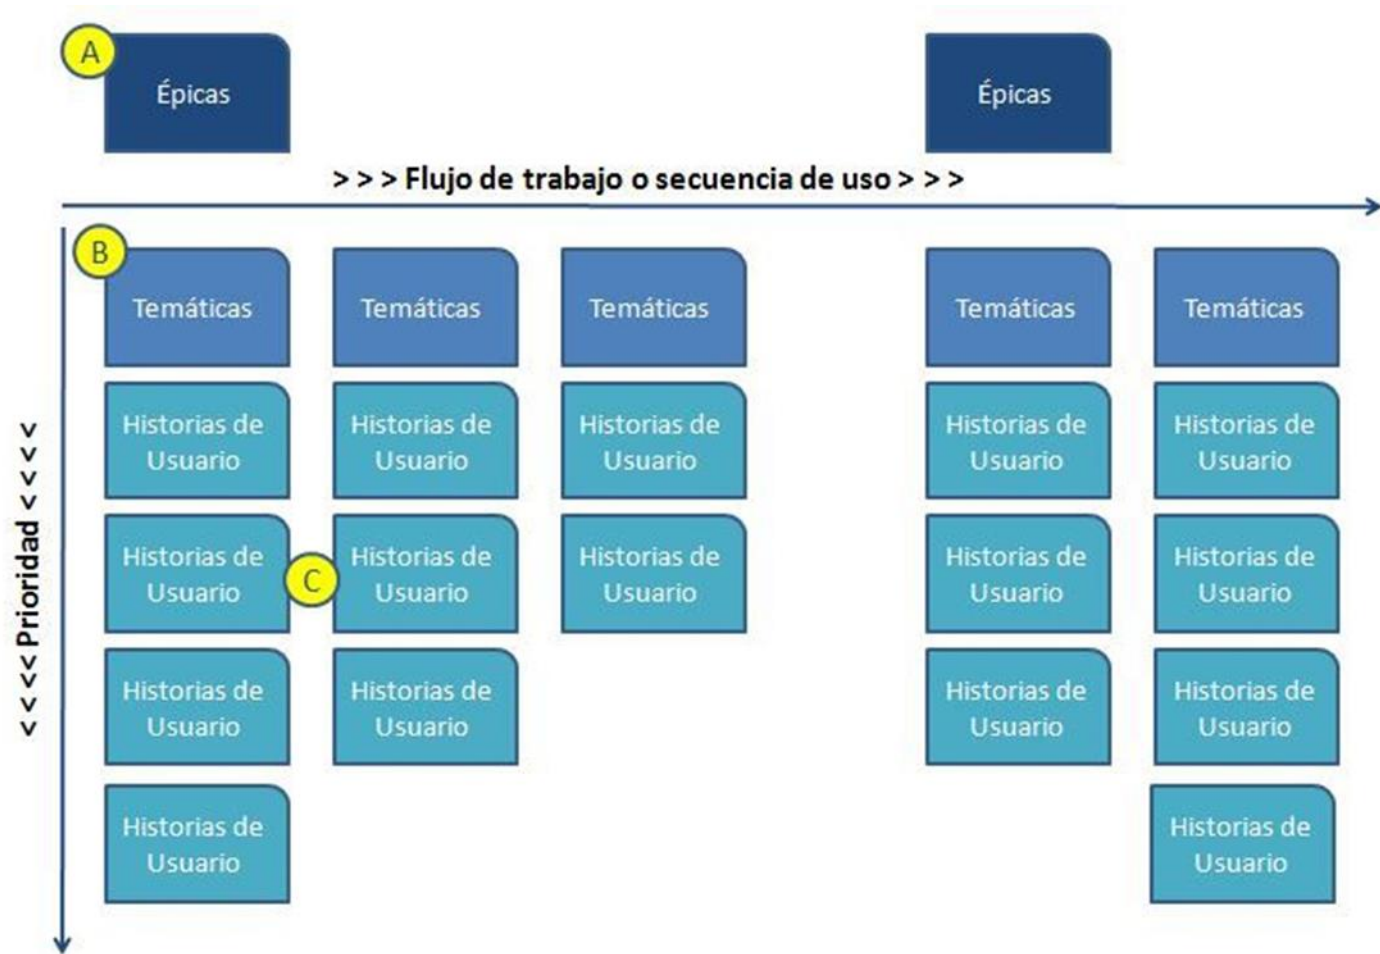 A
Épicas
Épicas
> > > Flujo de trabajo o secuencia de uso > > >
B
Temáticas
Temáticas
Temáticas
Temáticas
Temáticas
< < < < Prioridad < < < < <
Historias de
Usuario
Historias de
Usuario
Historias de
Usuario
Historias de
Usuario
Historias de
Usuario
Historias de
Usuario
C
Historias de
Usuario
Historias de
Usuario
Historias de
Usuario
Historias de
Usuario
Historias de
Usuario
Historias de
Usuario
Historias de
Usuario
Historias de
Usuario
Historias de
Usuario
Historias de
Usuario